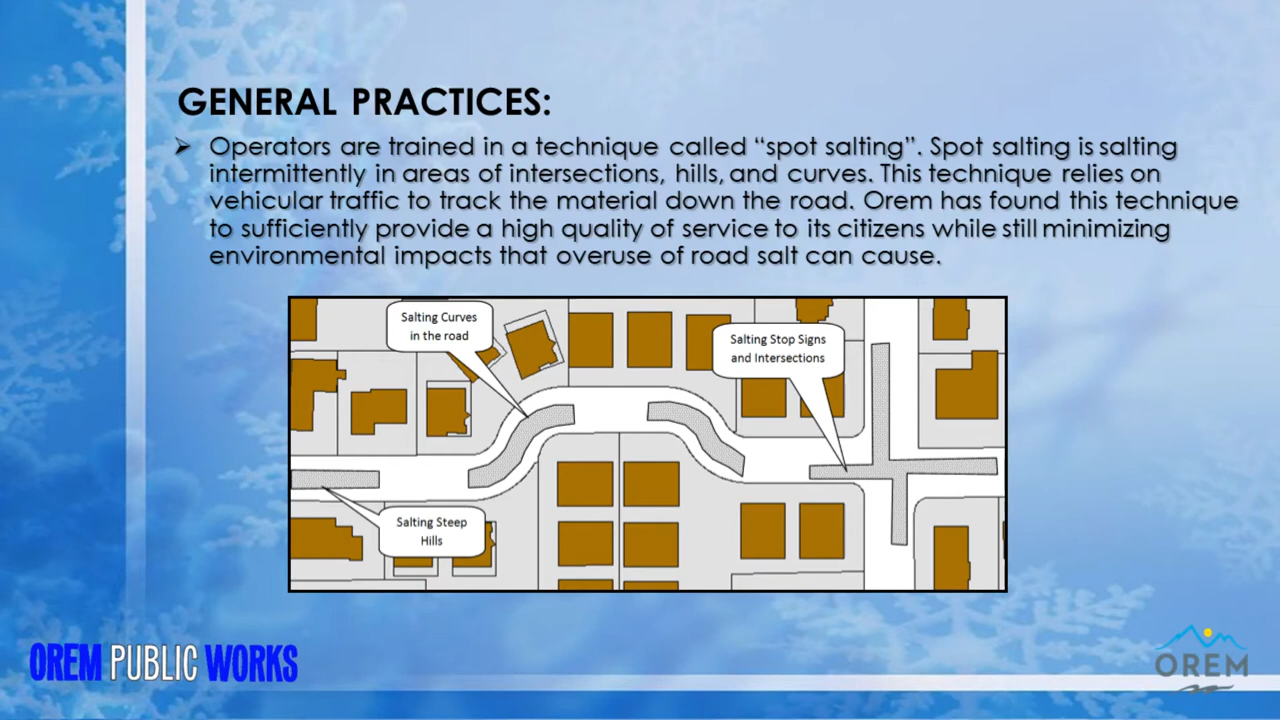 GENERAL PRACTICES:
➢ Operators are trained in a technique called “spot salting”. Spot salting is salting
intermittently in areas of intersections, hills, and curves. This technique relies on
vehicular traffic to track the material down the road. Orem has found this technique
to sufficiently provide a high quality of service to its citizens while still minimizing
environmental impacts that overuse of road salt can cause.
Salting Curves
in the road
Salting Stop Signs
and Intersections
Salting Steep
Hills
OREM PUBLIC WORKS
OREM